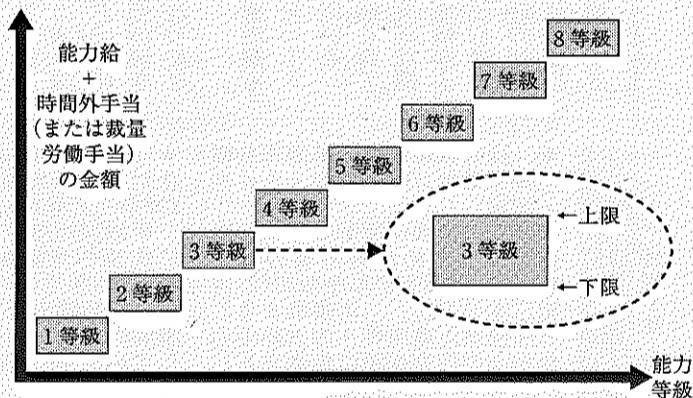 能力給
+
時間外手当
(または裁量
労働手当)
の金額
8等級
7等級
6等級
5等級
4等級
3等級
2等級
1等級
←上限
3等級
←下限
能力
等級